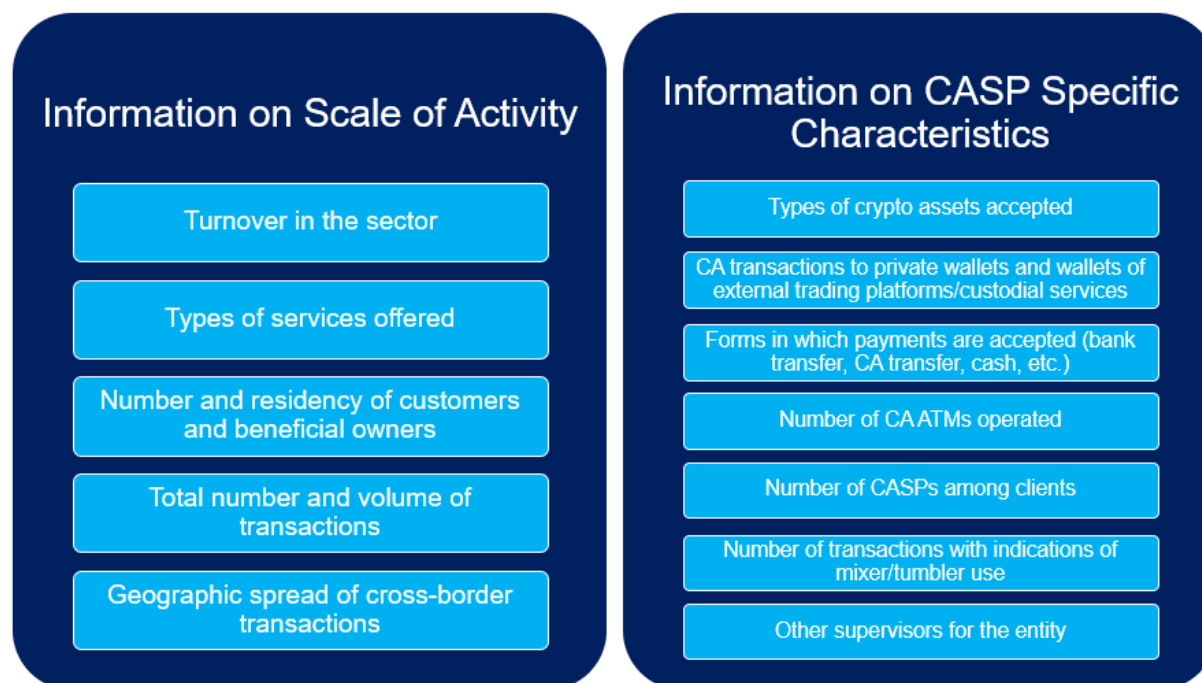 Information on Scale of Activity
Turnover in the sector
Types of services offered
Number and residency of customers
and beneficial owners
Total number and volume of
transactions
Geographic spread of cross-border
transactions
Information on CASP Specific
Characteristics
Types of crypto assets accepted
CA transactions to private wallets and wallets of
external trading platforms/custodial services
Forms in which payments are accepted (bank
transfer, CA transfer, cash, etc.)
Number of CA ATMs operated
Number of CASPs among clients
Number of transactions with indications of
mixer/tumbler use
Other supervisors for the entity